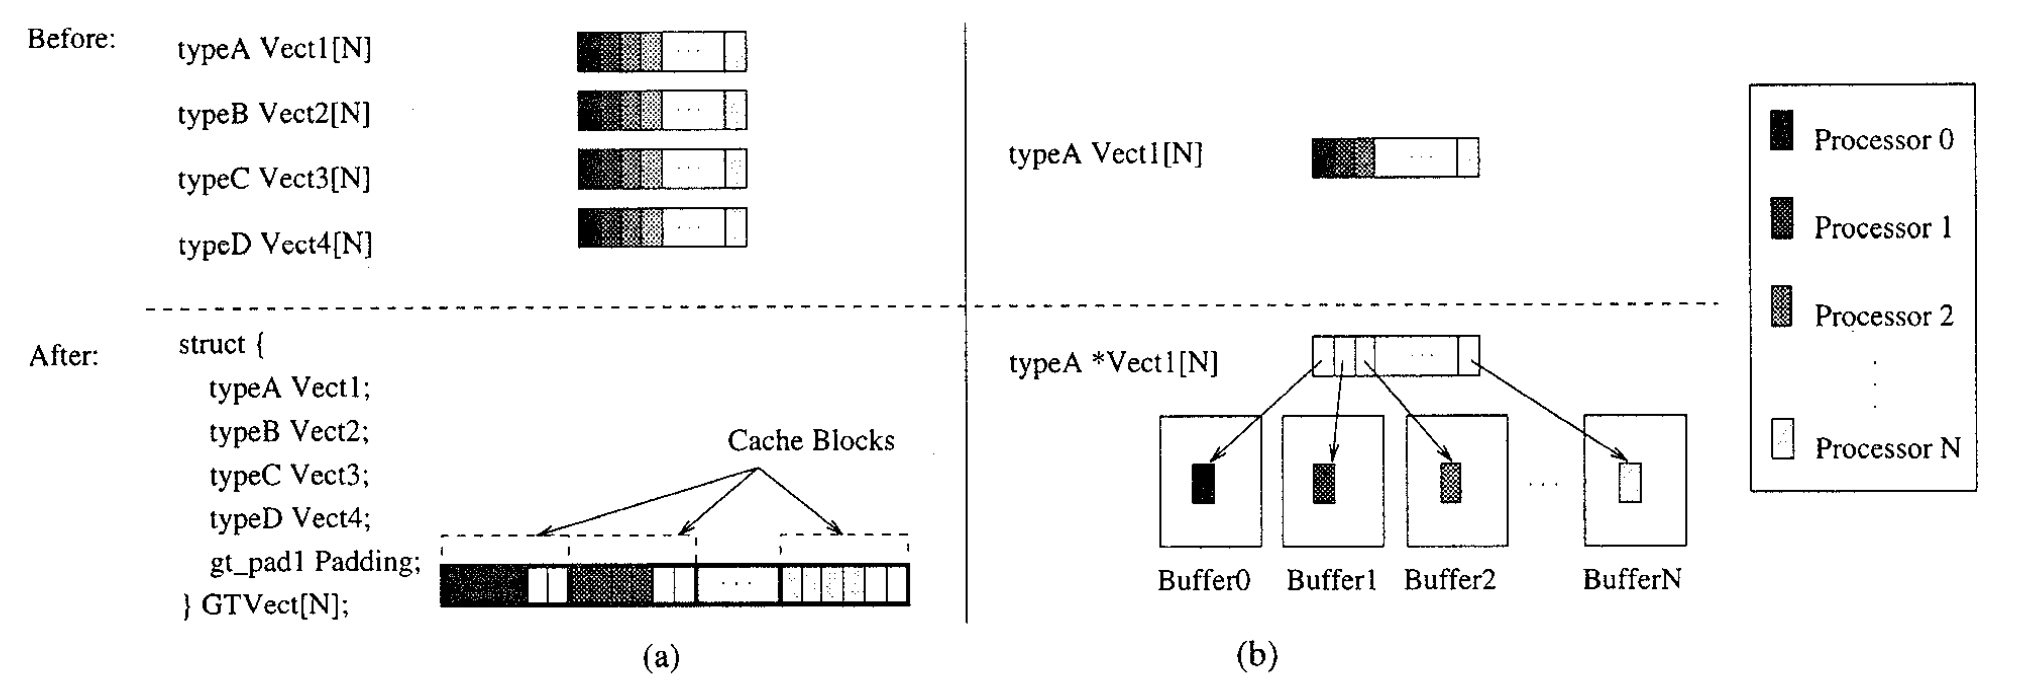 Before:
typeA Vect1[N]
typeB Vect2[N]
typeC Vect3[N]
typeD Vect4[N]
...
...
...
...
After:
struct {
typeA Vect1;
typeB Vect2;
typeC Vect3;
typeD Vect4;
gt_pad1 Padding;
} GTVect[N];
Cache Blocks
...
(a)
typeA Vect1[N]
...
typeA *Vect1[N]
...
...
Buffer0 Buffer1 Buffer2 BufferN
(b)
Processor 0
Processor 1
Processor 2
...
Processor N